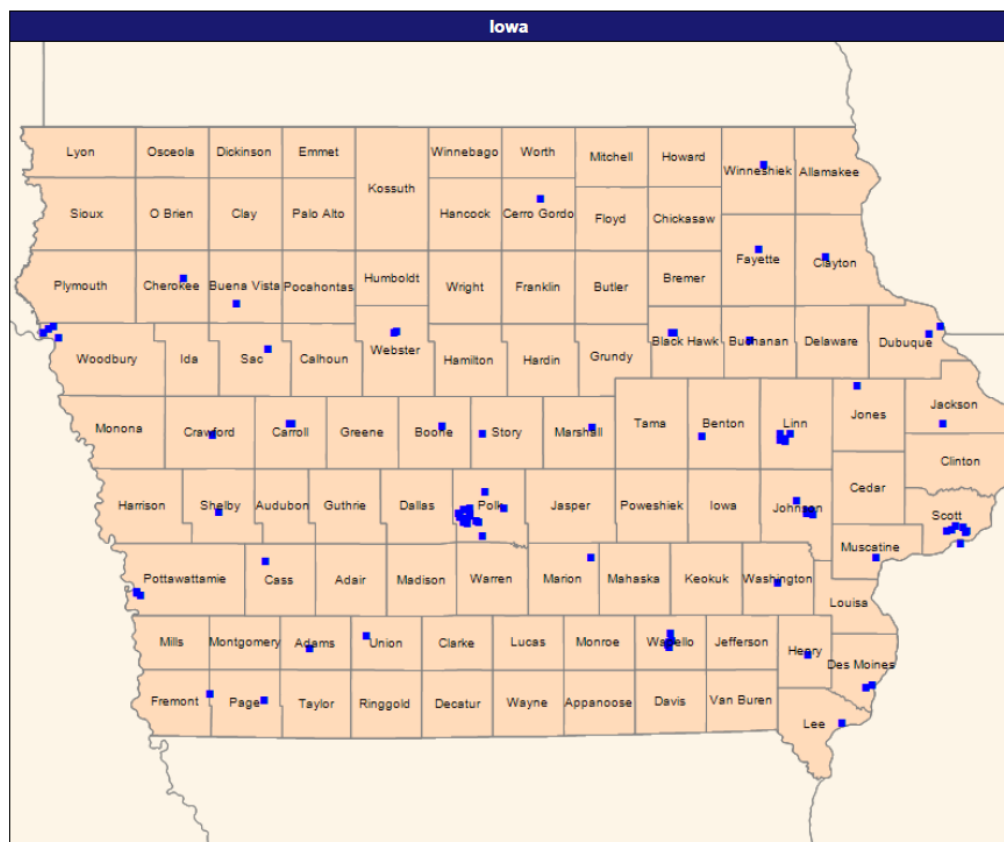 Iowa
Lyon Osceola Dickinson Emmet Winnebago Worth Mitchell Howard Winneshiek Allamakee
Kossuth
Sioux O Brien Clay Palo Alto Hancock Cerro Gordo Floyd Chickasaw
Plymouth Cherokee Buena Vista Pocahontas Humboldt Wright Franklin Butler Bremer Fayette Clayton
Woodbury Ida Sac Calhoun Webster Hamilton Hardin Grundy Black Hawk Buchanan Delaware Dubuque
Monona Crawford Carroll Greene Boone Story Marshall Tama Benton Linn Jones Jackson
Clinton
Harrison Shelby Audubon Guthrie Dallas Polk Jasper Poweshiek Iowa Johnson Cedar Scott
Muscatine
Pottawattamie Cass Adair Madison Warren Marion Mahaska Keokuk Washington Louisa
Mills Montgomery Adams Union Clarke Lucas Monroe Wapello Jefferson Henry Des Moines
Fremont Page Taylor Ringgold Decatur Wayne Appanoose Davis Van Buren Lee